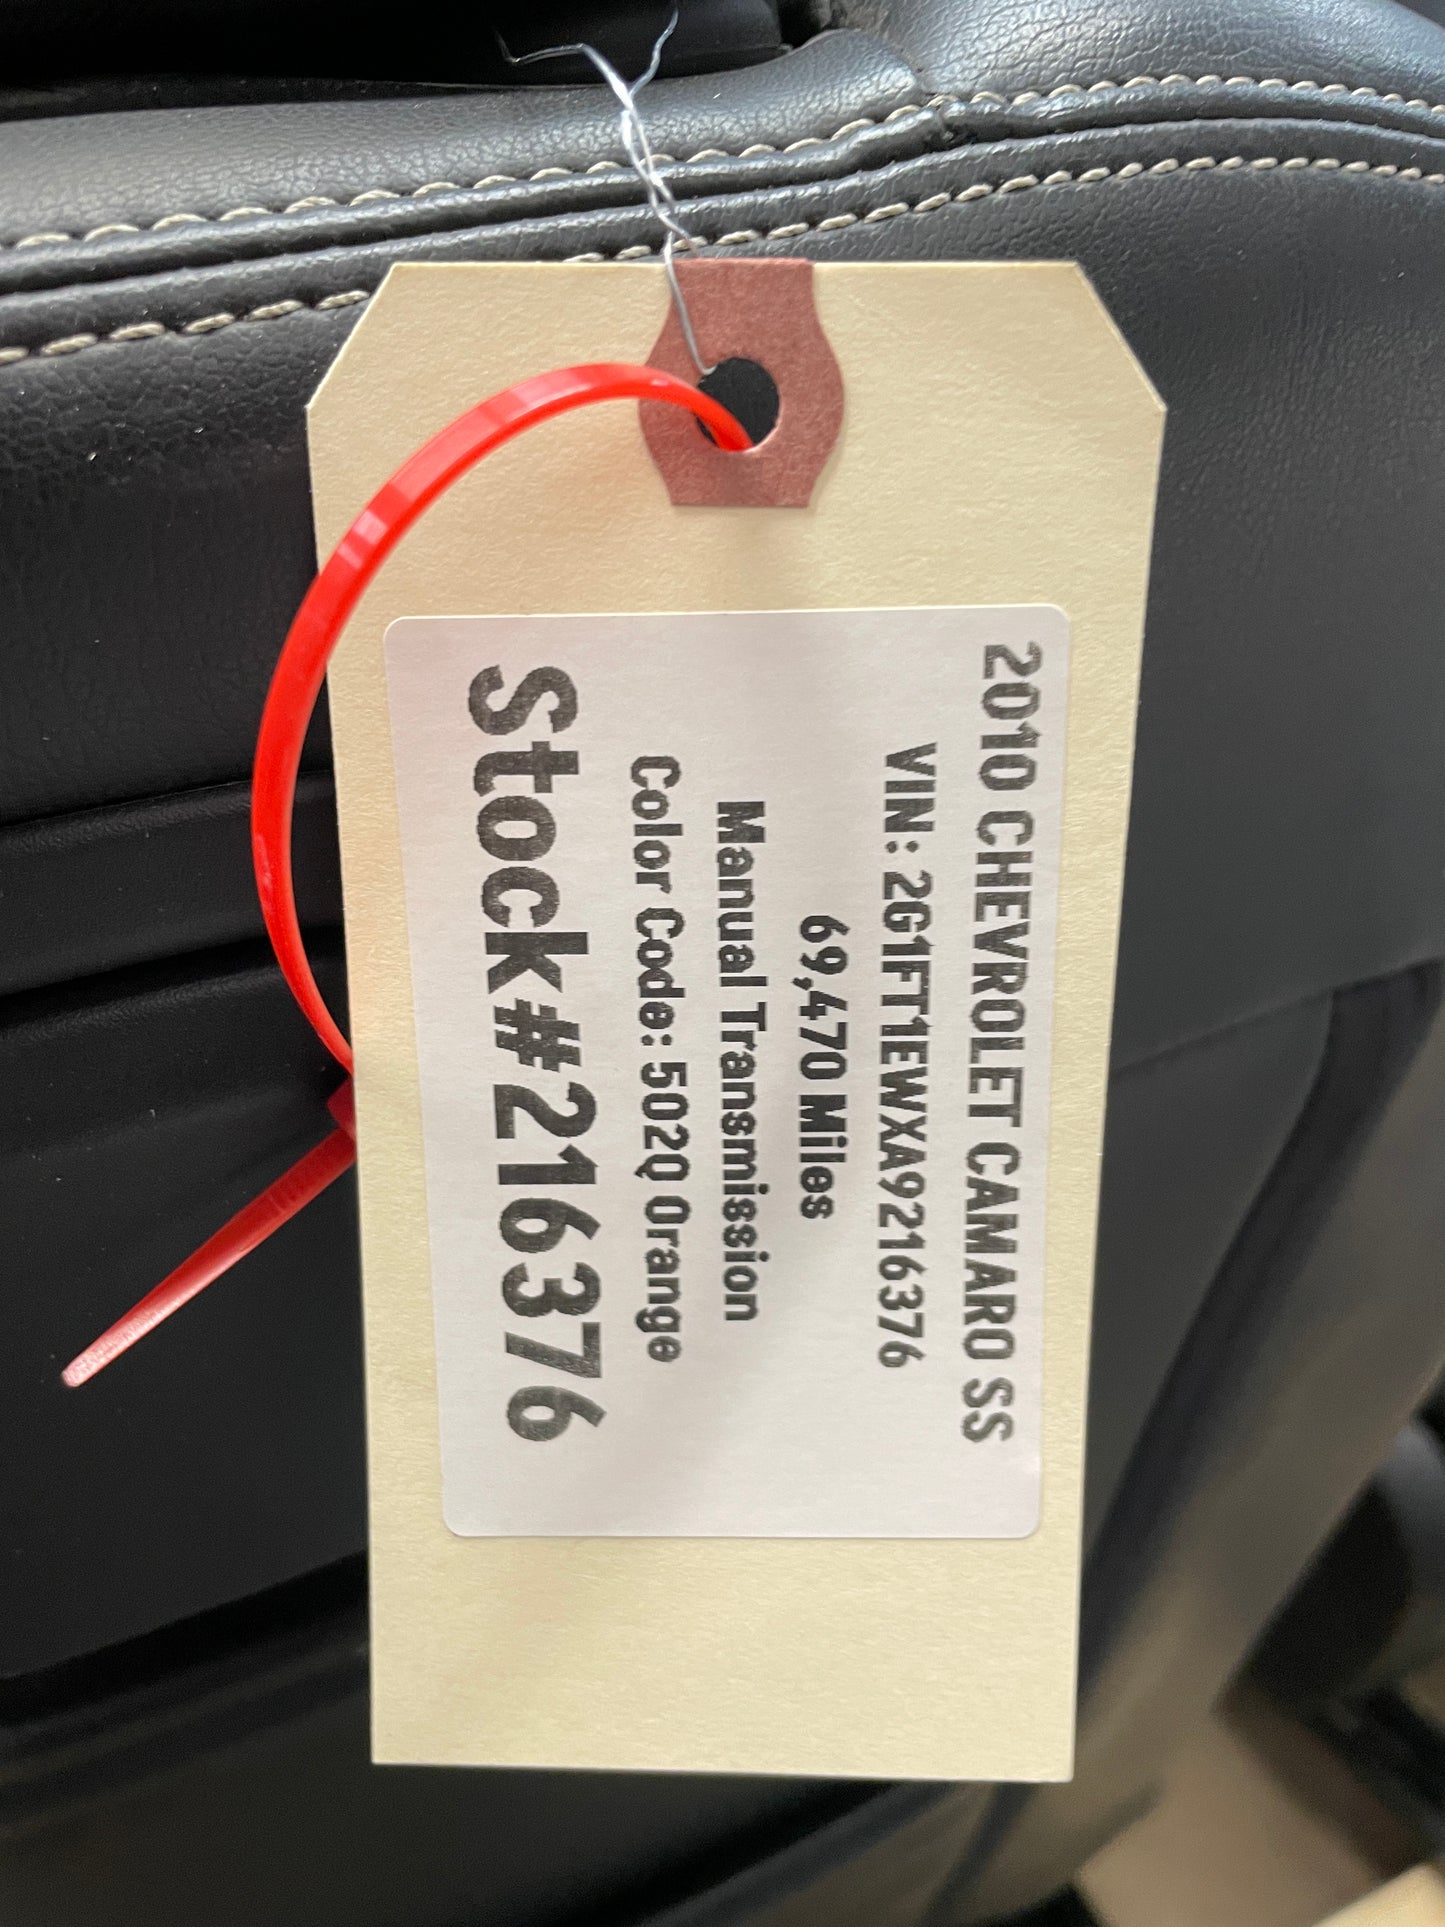 2010 CHEVROLET CAMARO SS
VIN: 2G1FT1EWXA9216376
69,470 Miles
Manual Transmission
Color Code: 502Q Orange
Stock#216376